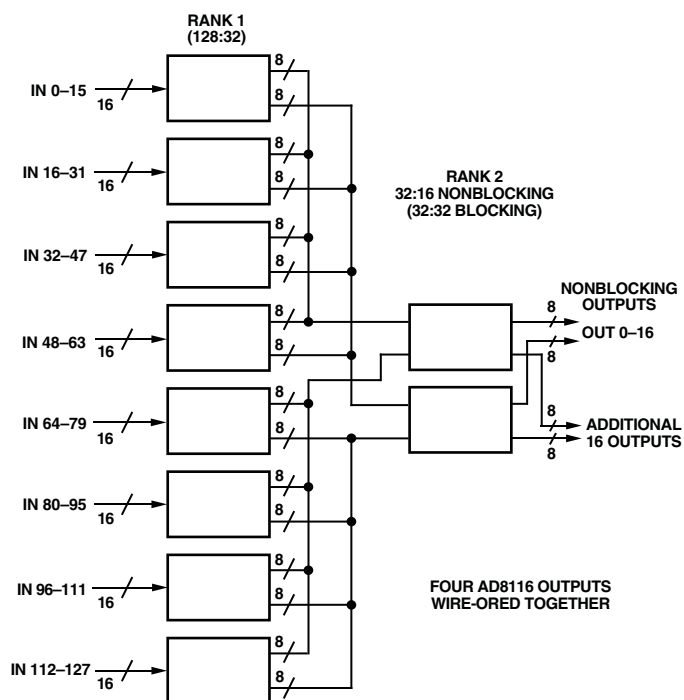 RANK 1
(128:32)
8
IN 0–15
16
8
8
IN 16–31
16
8
RANK 2
32:16 NONBLOCKING
(32:32 BLOCKING)
8
IN 32–47
16
8
NONBLOCKING
OUTPUTS
8
8
OUT 0–16
IN 48–63
16
8
8
8
8
IN 64–79
16
8
ADDITIONAL
16 OUTPUTS
8
8
IN 80–95
16
8
8
IN 96–111
16
8
FOUR AD8116 OUTPUTS
WIRE-ORED TOGETHER
8
IN 112–127
16
8